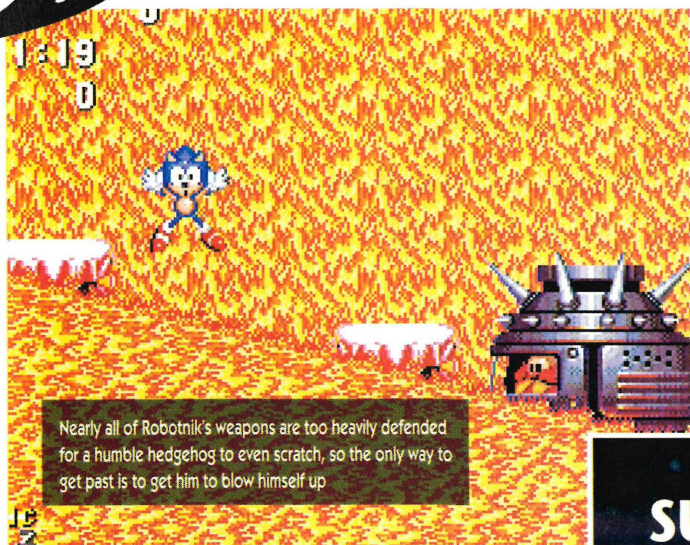 0
1:19
0
Nearly all of Robotnik's weapons are too heavily defended
for a humble hedgehog to even scratch, so the only way to
get past is to get him to blow himself up
SU